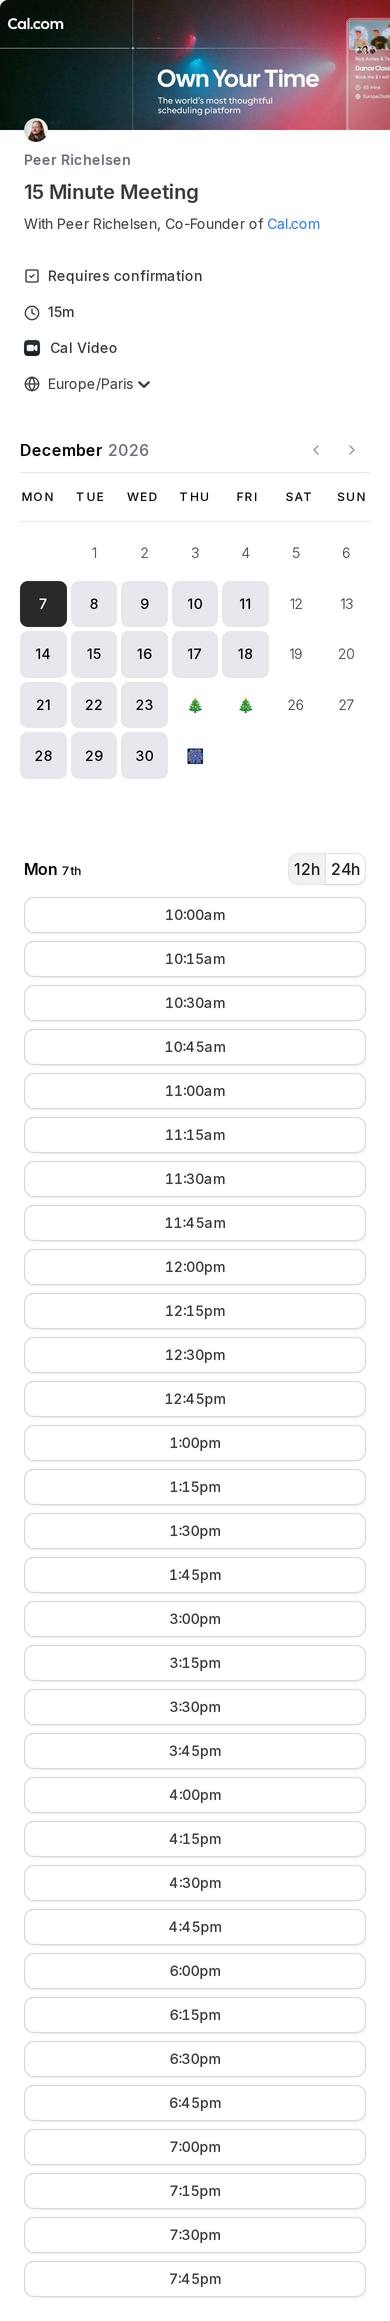 Cal.com
Own Your Time
The world's most thoughtful
scheduling platform
Dance Clas
45 mins
Peer Richelsen
15 Minute Meeting
With Peer Richelsen, Co-Founder of Cal.com
Requires confirmation
15m
Cal Video
Europe/Paris
December 2026
MON TUE WED THU FRI SAT SUN
1 2 3 4 5 6
7 8 9 10 11 12 13
14 15 16 17 18 19 20
21 22 23 26 27
28 29 30
Mon 7th
12h 24h
10:00am
10:15am
10:30am
10:45am
11:00am
11:15am
11:30am
11:45am
12:00pm
12:15pm
12:30pm
12:45pm
1:00pm
1:15pm
1:30pm
1:45pm
3:00pm
3:15pm
3:30pm
3:45pm
4:00pm
4:15pm
4:30pm
4:45pm
6:00pm
6:15pm
6:30pm
6:45pm
7:00pm
7:15pm
7:30pm
7:45pm